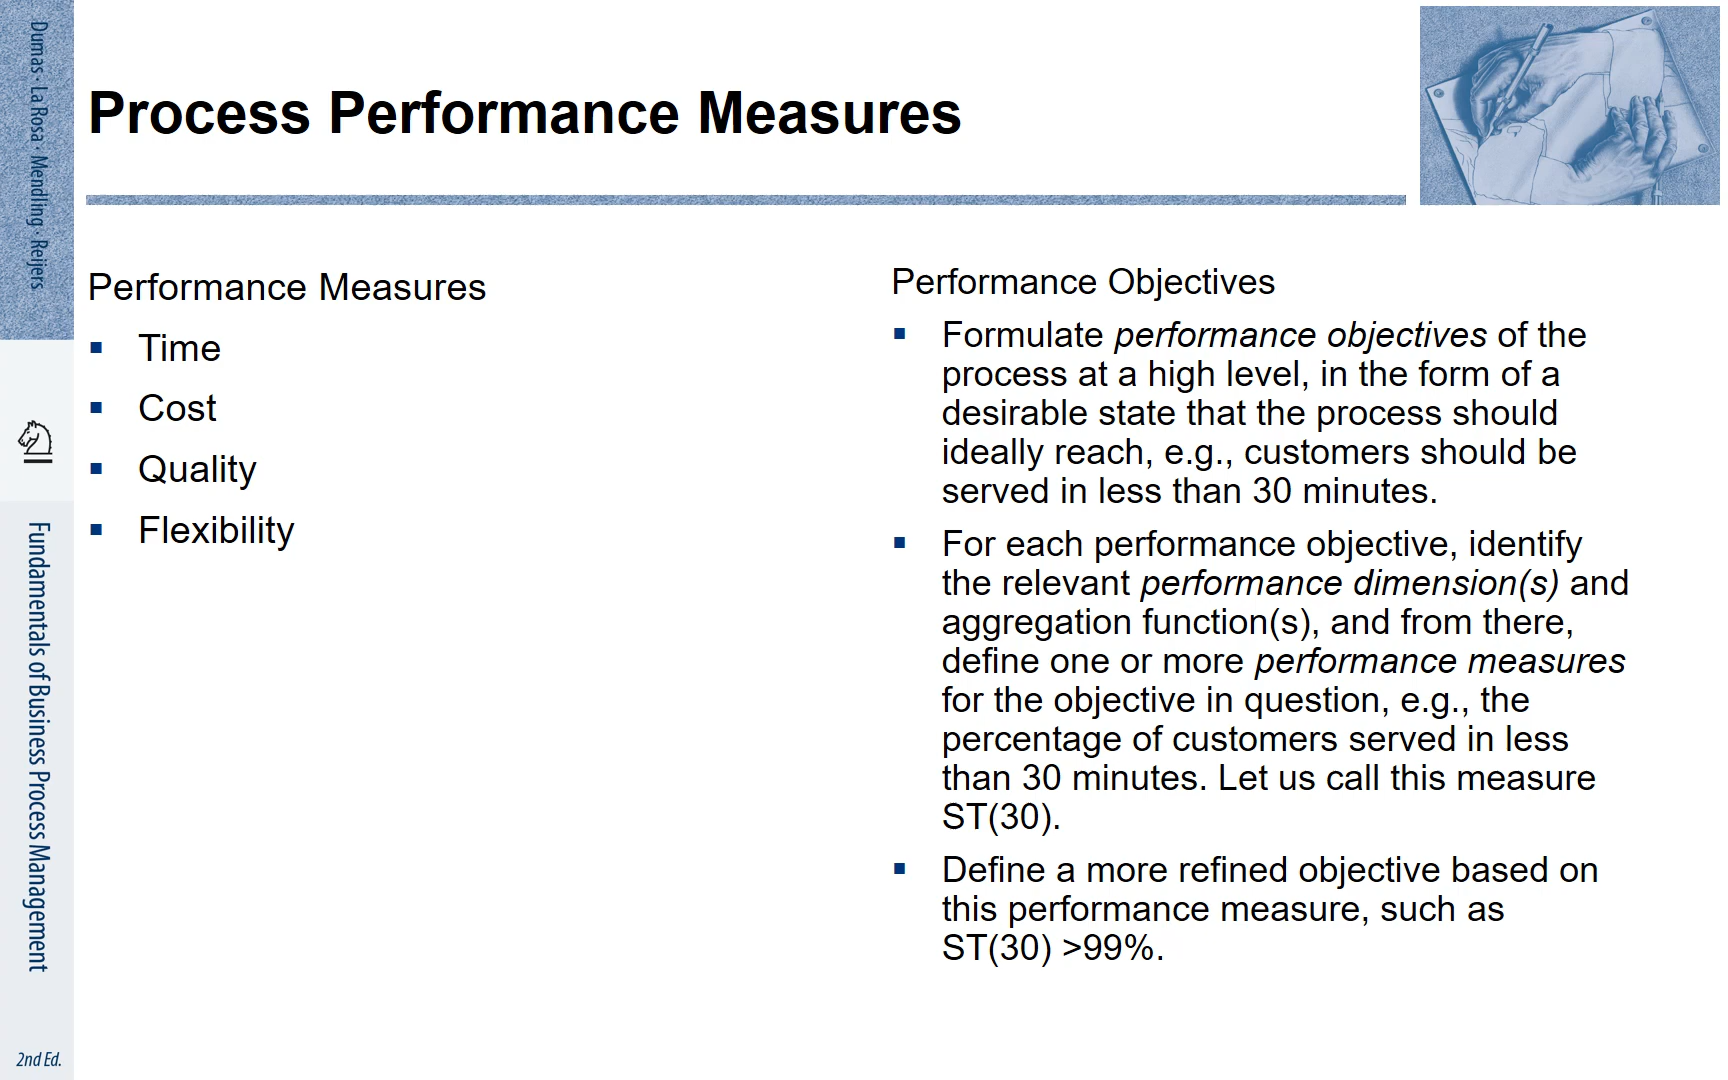 Dumas · La Rosa · Mendling · Reijers
Fundamentals of Business Process Management
2nd Ed.
Process Performance Measures
Performance Measures
▪ Time
▪ Cost
▪ Quality
▪ Flexibility
Performance Objectives
▪ Formulate performance objectives of the
process at a high level, in the form of a
desirable state that the process should
ideally reach, e.g., customers should be
served in less than 30 minutes.
▪ For each performance objective, identify
the relevant performance dimension(s) and
aggregation function(s), and from there,
define one or more performance measures
for the objective in question, e.g., the
percentage of customers served in less
than 30 minutes. Let us call this measure
ST(30).
▪ Define a more refined objective based on
this performance measure, such as
ST(30) >99%.